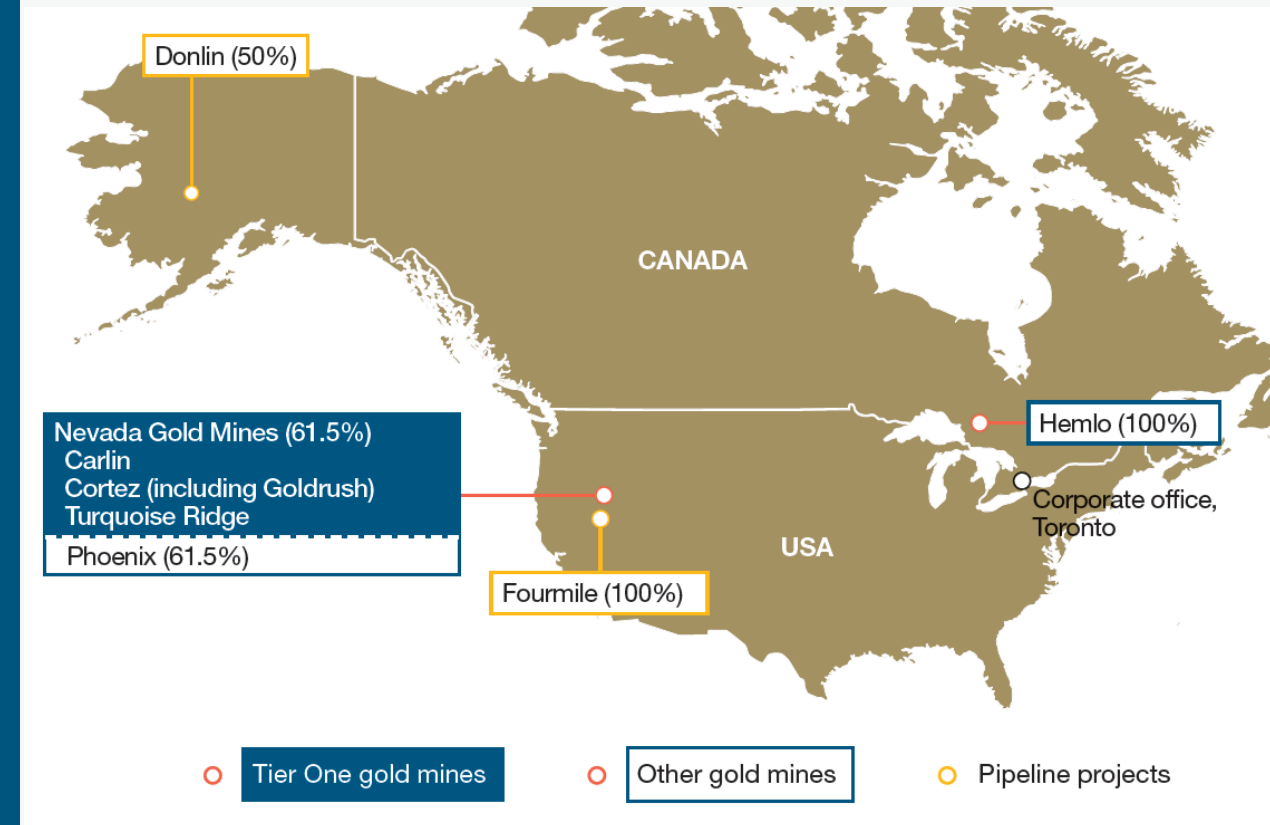 Donlin (50%)
CANADA
Nevada Gold Mines (61.5%)
Carlin
Cortez (including Goldrush)
Turquoise Ridge
Phoenix (61.5%)
Hemlo (100%)
Corporate office,
Toronto
USA
Fourmile (100%)
Tier One gold mines
Other gold mines
Pipeline projects